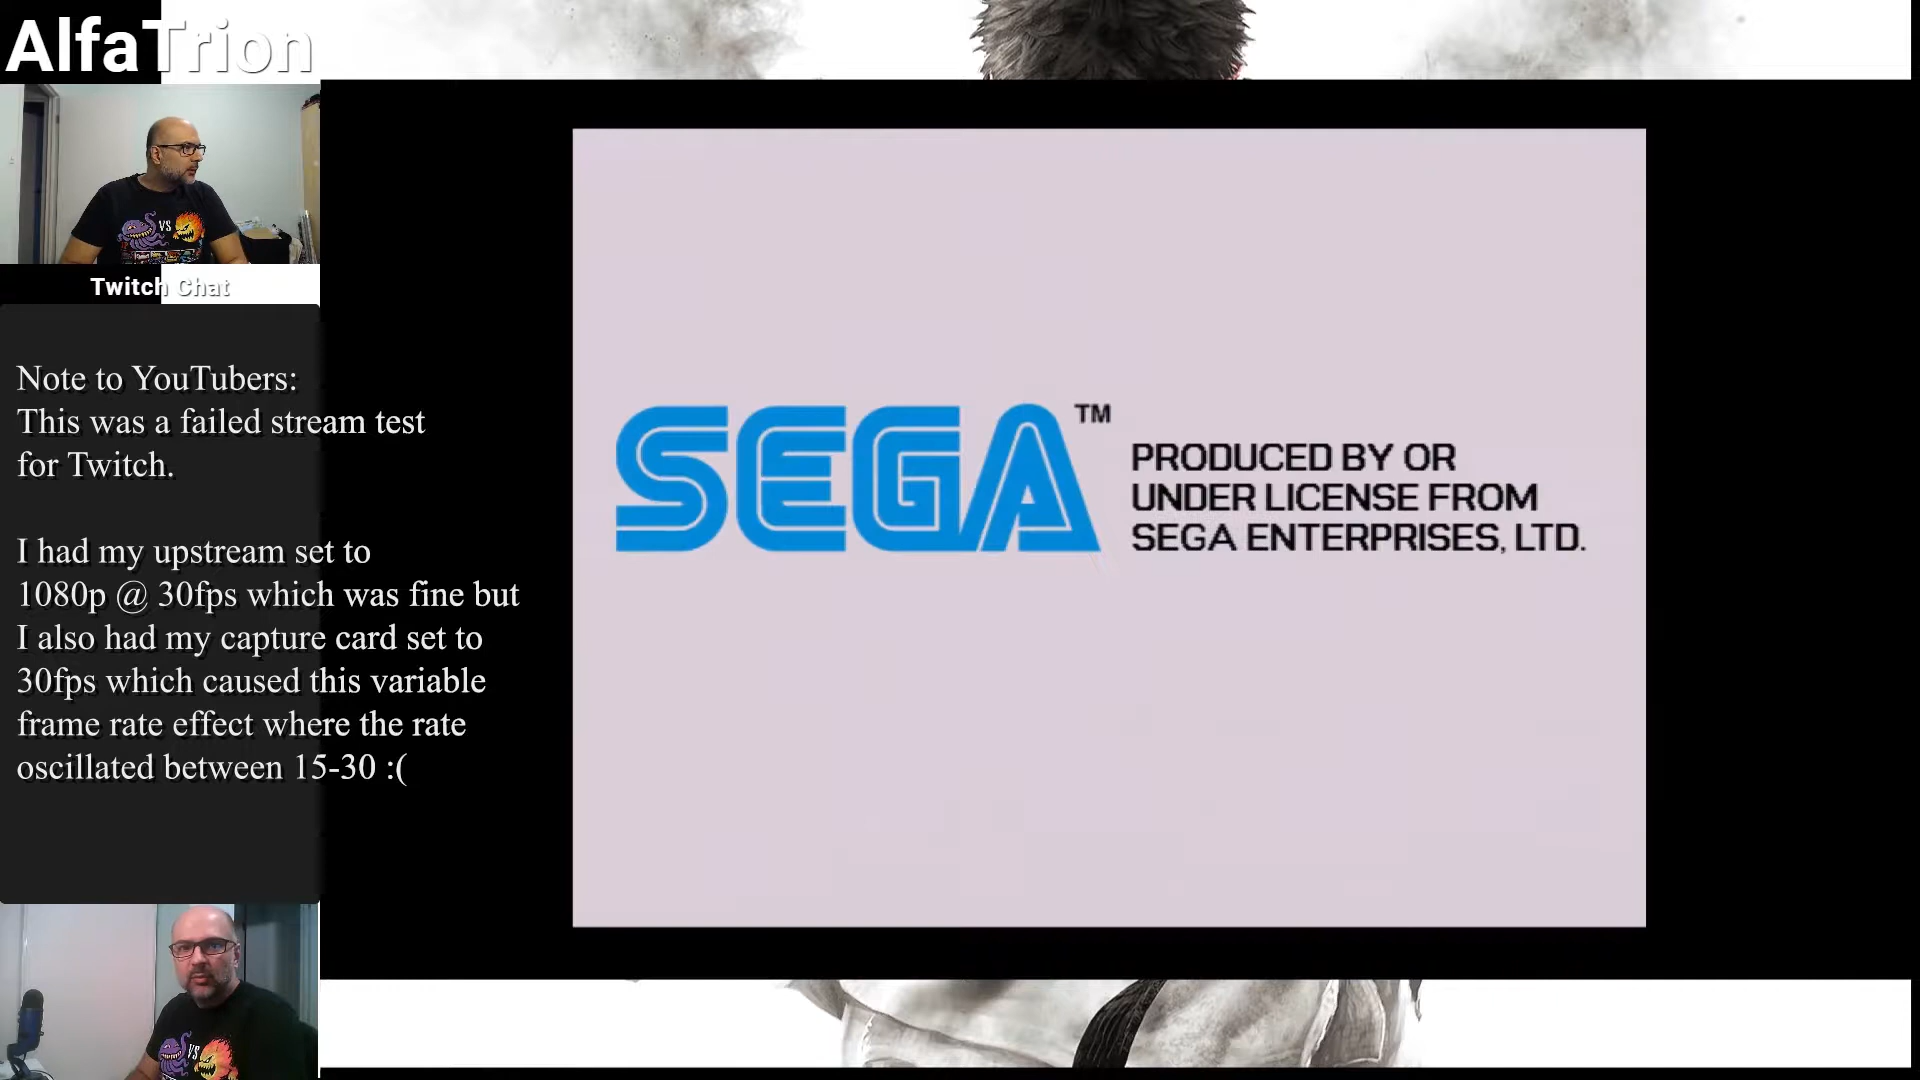 AlfaTrion
VS
Twitch Chat
Note to YouTubers:
This was a failed stream test
for Twitch.
I had my upstream set to
1080p @ 30fps which was fine but
I also had my capture card set to
30fps which caused this variable
frame rate effect where the rate
oscillated between 15-30 :(
SEGA™
PRODUCED BY OR
UNDER LICENSE FROM
SEGA ENTERPRISES, LTD.
VS